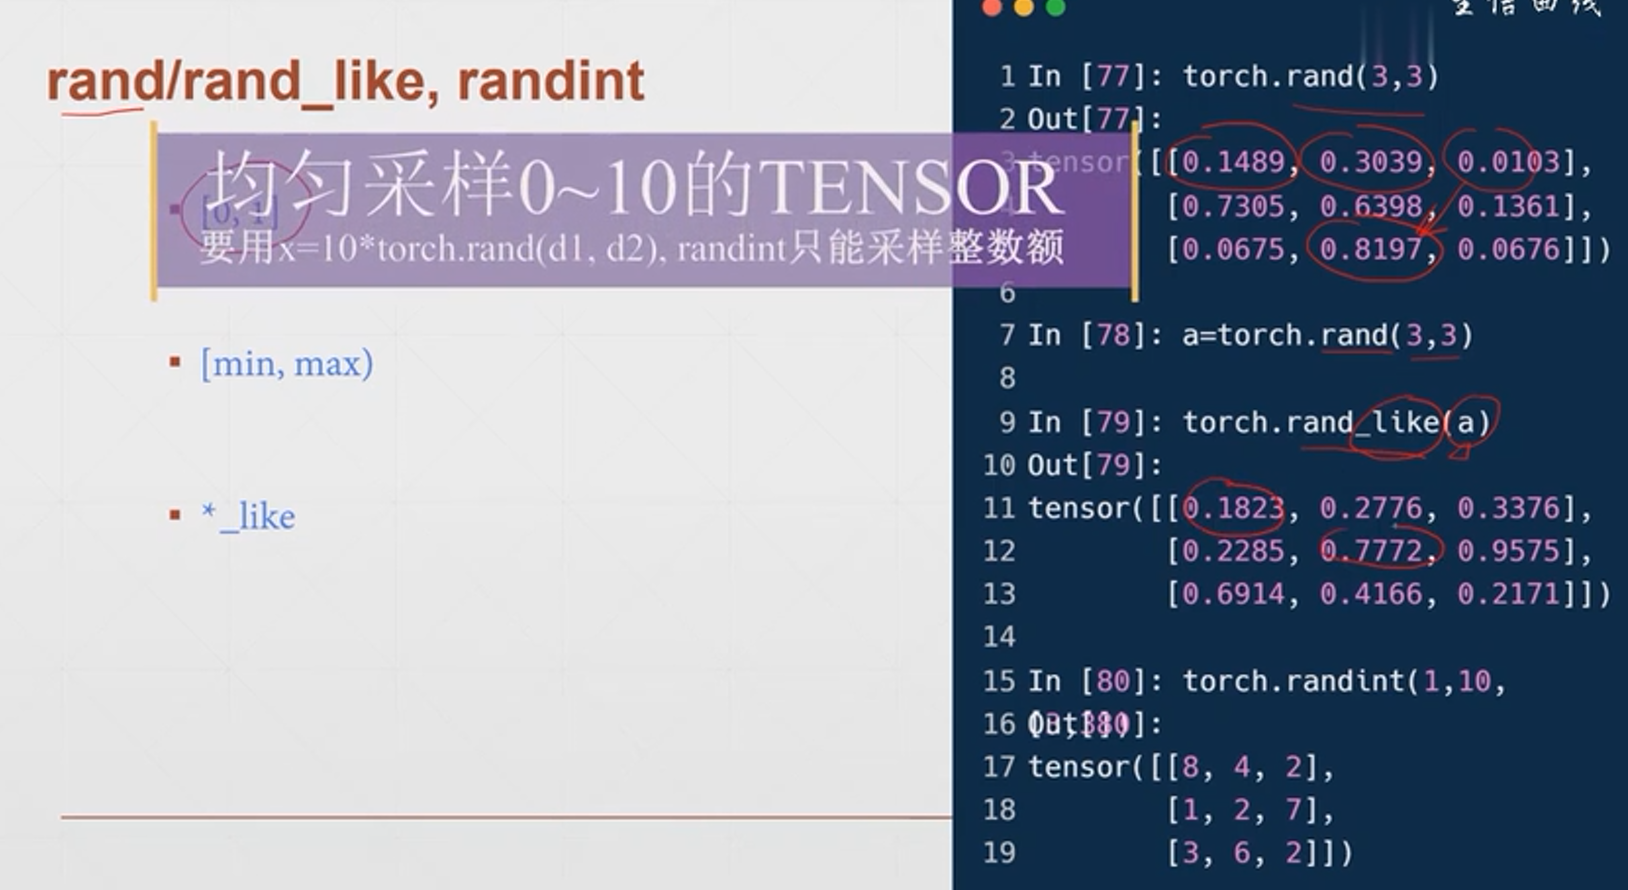 rand/rand_like, randint
均匀采样0~10的TENSOR
[0, 1]
要用x=10*torch.rand(d1, d2), randint只能采样整数额
[min, max)
*_like
1 In [77]: torch.rand(3,3)
2 Out[77]:
3 tensor([[0.1489, 0.3039, 0.0103],
4 [0.7305, 0.6398, 0.1361],
[0.0675, 0.8197, 0.0676]])
6
7 In [78]: a=torch.rand(3,3)
8
9 In [79]: torch.rand_like(a)
10 Out[79]:
11 tensor([[0.1823, 0.2776, 0.3376],
12 [0.2285, 0.7772, 0.9575],
13 [0.6914, 0.4166, 0.2171]])
14
15 In [80]: torch.randint(1,10,
16 Out[80]:
17 tensor([[8, 4, 2],
18 [1, 2, 7],
19 [3, 6, 2]])